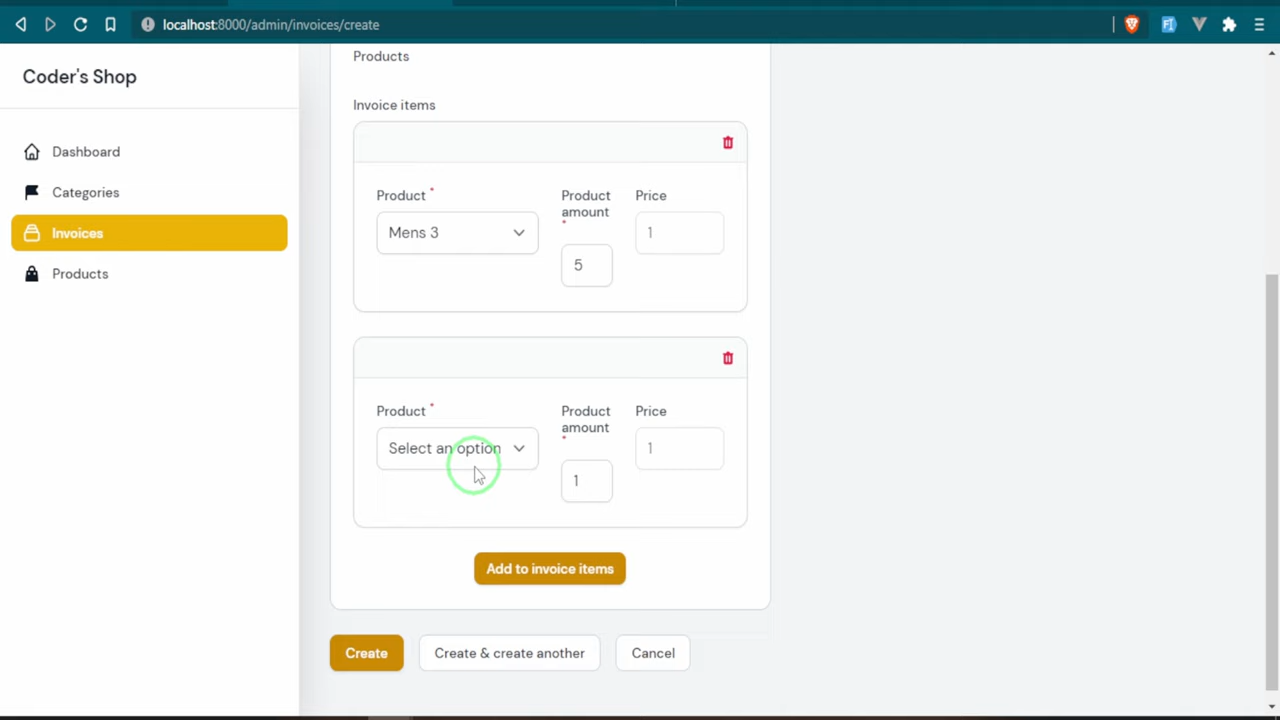 localhost:8000/admin/invoices/create
Coder's Shop
Dashboard
Categories
Invoices
Products
Products
Invoice items
Product *
Product amount *
Price
Mens 3
5
1
Product *
Product amount *
Price
Select an option
1
1
Add to invoice items
Create
Create & create another
Cancel